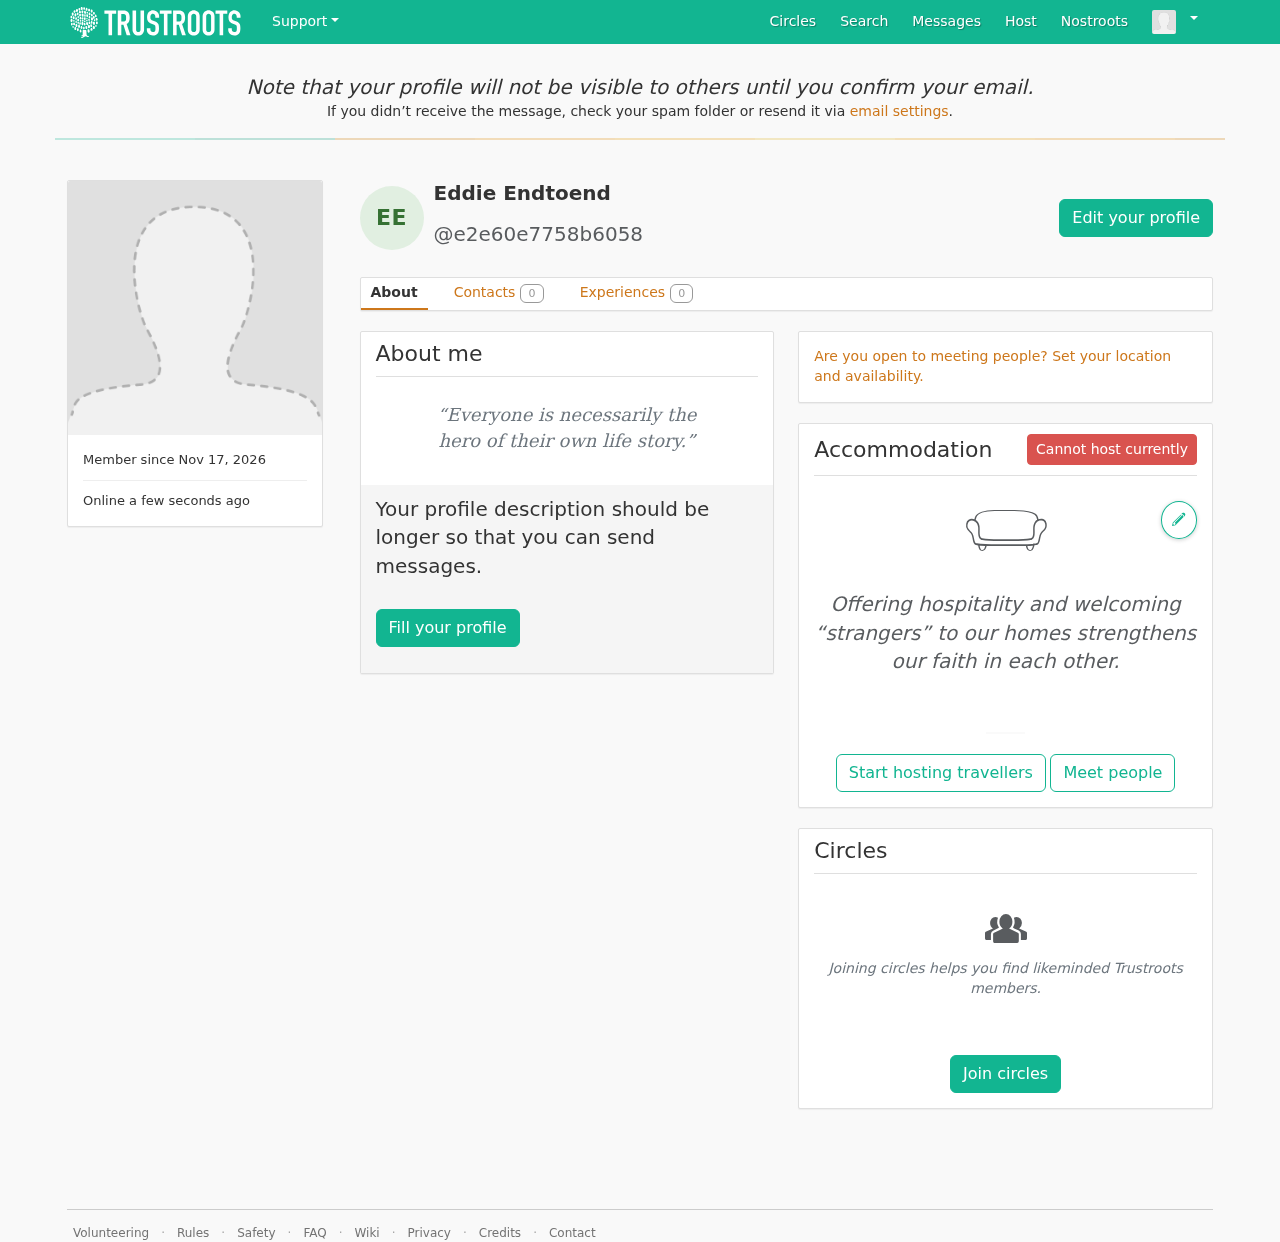 TRUSTROOTS Support Circles Search Messages Host Nostroots
Note that your profile will not be visible to others until you confirm your email.
If you didn’t receive the message, check your spam folder or resend it via email settings.
Eddie Endtoend
EE
@e2e60e7758b6058
Edit your profile
About Contacts 0 Experiences 0
Member since Nov 17, 2026
Online a few seconds ago
About me
“Everyone is necessarily the
hero of their own life story.”
Your profile description should be
longer so that you can send
messages.
Fill your profile
Are you open to meeting people? Set your location
and availability.
Accommodation Cannot host currently
Offering hospitality and welcoming
“strangers” to our homes strengthens
our faith in each other.
Start hosting travellers Meet people
Circles
Joining circles helps you find likeminded Trustroots
members.
Join circles
Volunteering · Rules · Safety · FAQ · Wiki · Privacy · Credits · Contact